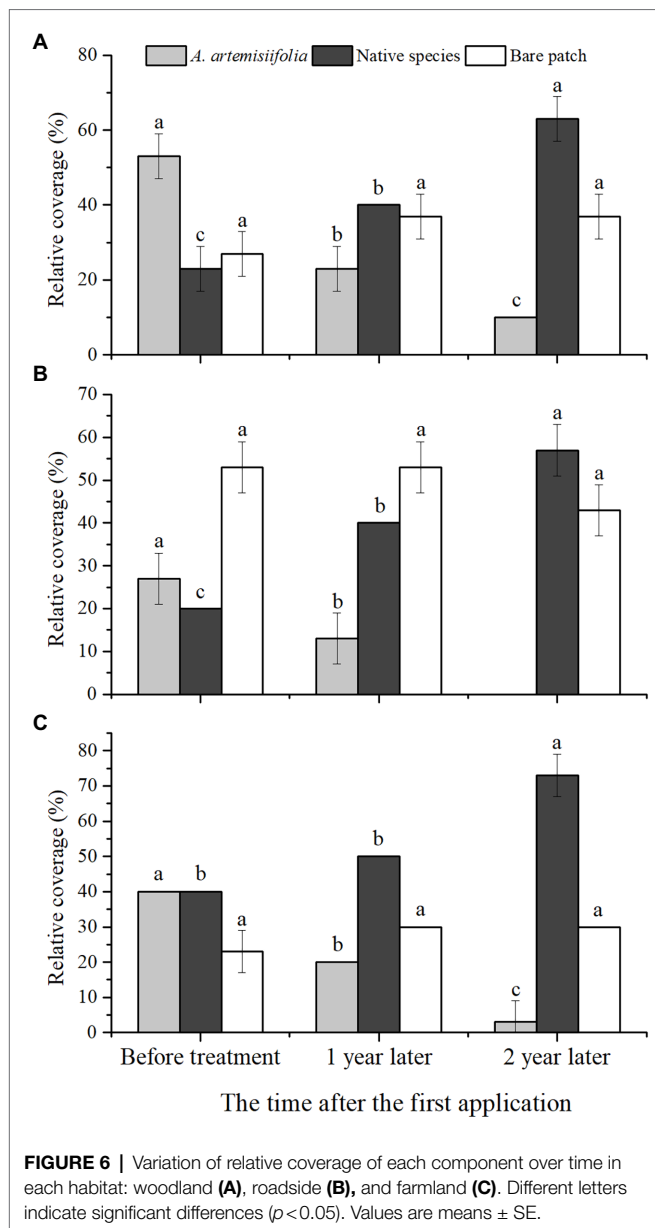 A
A. artemisiifolia Native species Bare patch
80
60
40
20
0
Relative coverage (%)
a c a b b a c a a
B
70
60
50
40
30
20
10
0
Relative coverage (%)
a c a b b a a a
C
80
70
60
50
40
30
20
10
0
Relative coverage (%)
a b a b b a c a a
Before treatment 1 year later 2 year later
The time after the first application
FIGURE 6 | Variation of relative coverage of each component over time in
each habitat: woodland (A), roadside (B), and farmland (C). Different letters
indicate significant differences (p<0.05). Values are means ± SE.